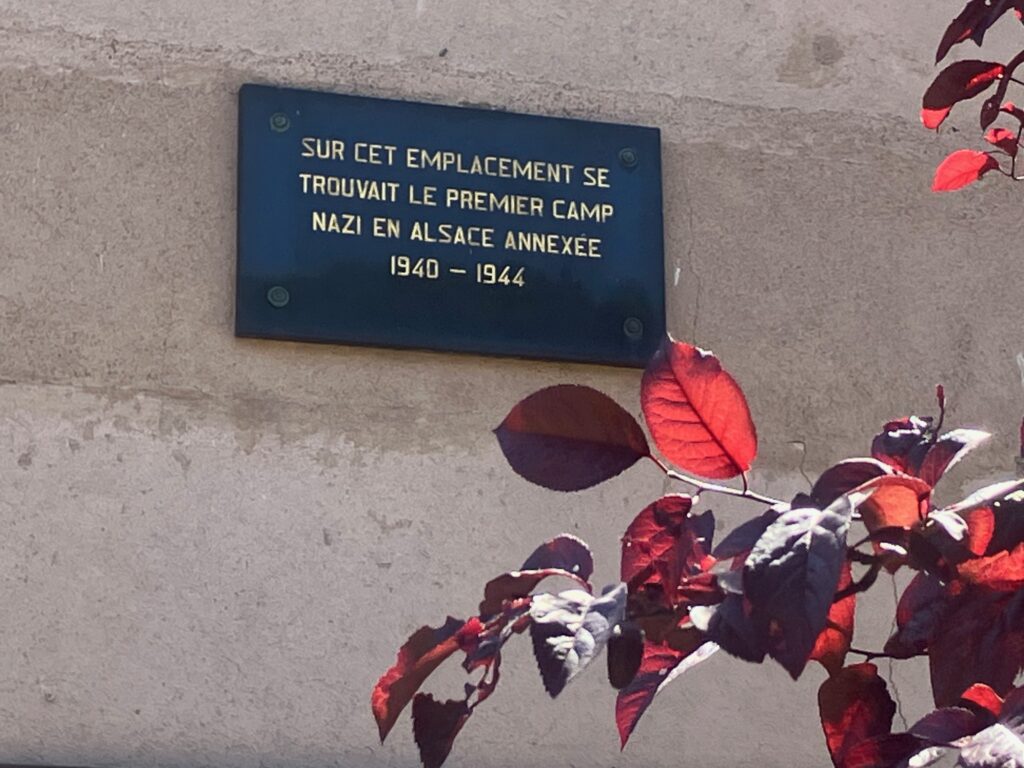 SUR CET EMPLACEMENT SE
TROUVAIT LE PREMIER CAMP
NAZI EN ALSACE ANNEXÉE
1940 – 1944